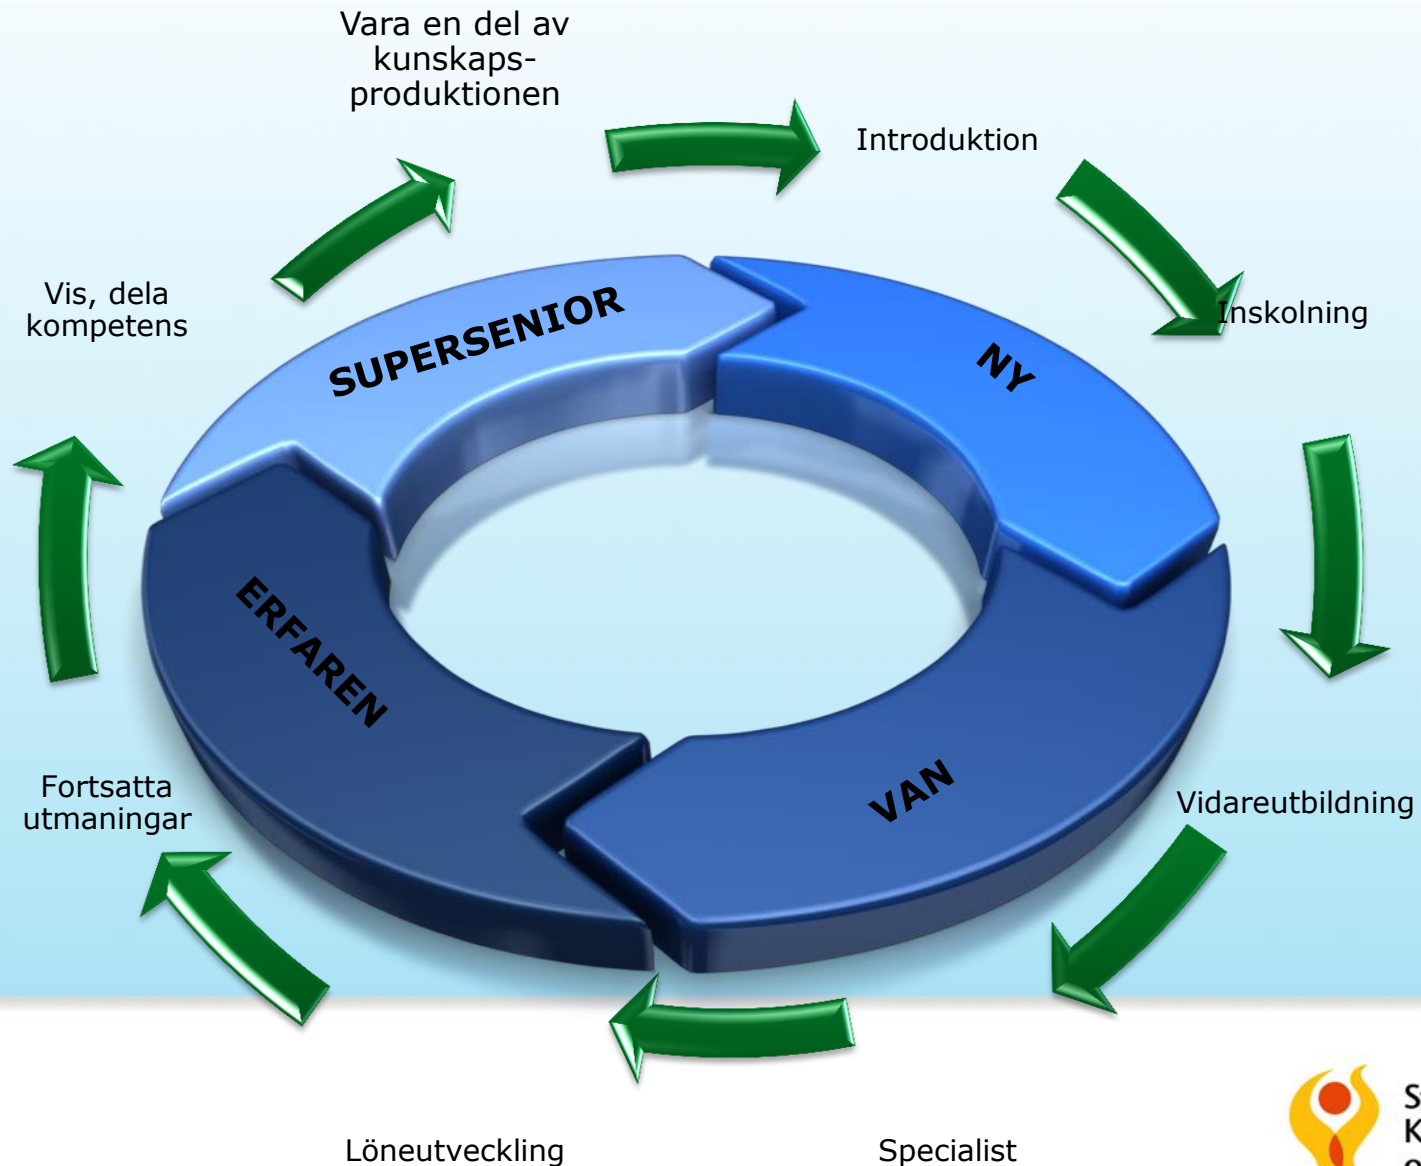 Vara en del av
kunskaps-
produktionen
Introduktion
Inskolning
Vis, dela
kompetens
SUPERSENIOR
NY
ERFAREN
VAN
Fortsatta
utmaningar
Vidareutbildning
Löneutveckling
Specialist